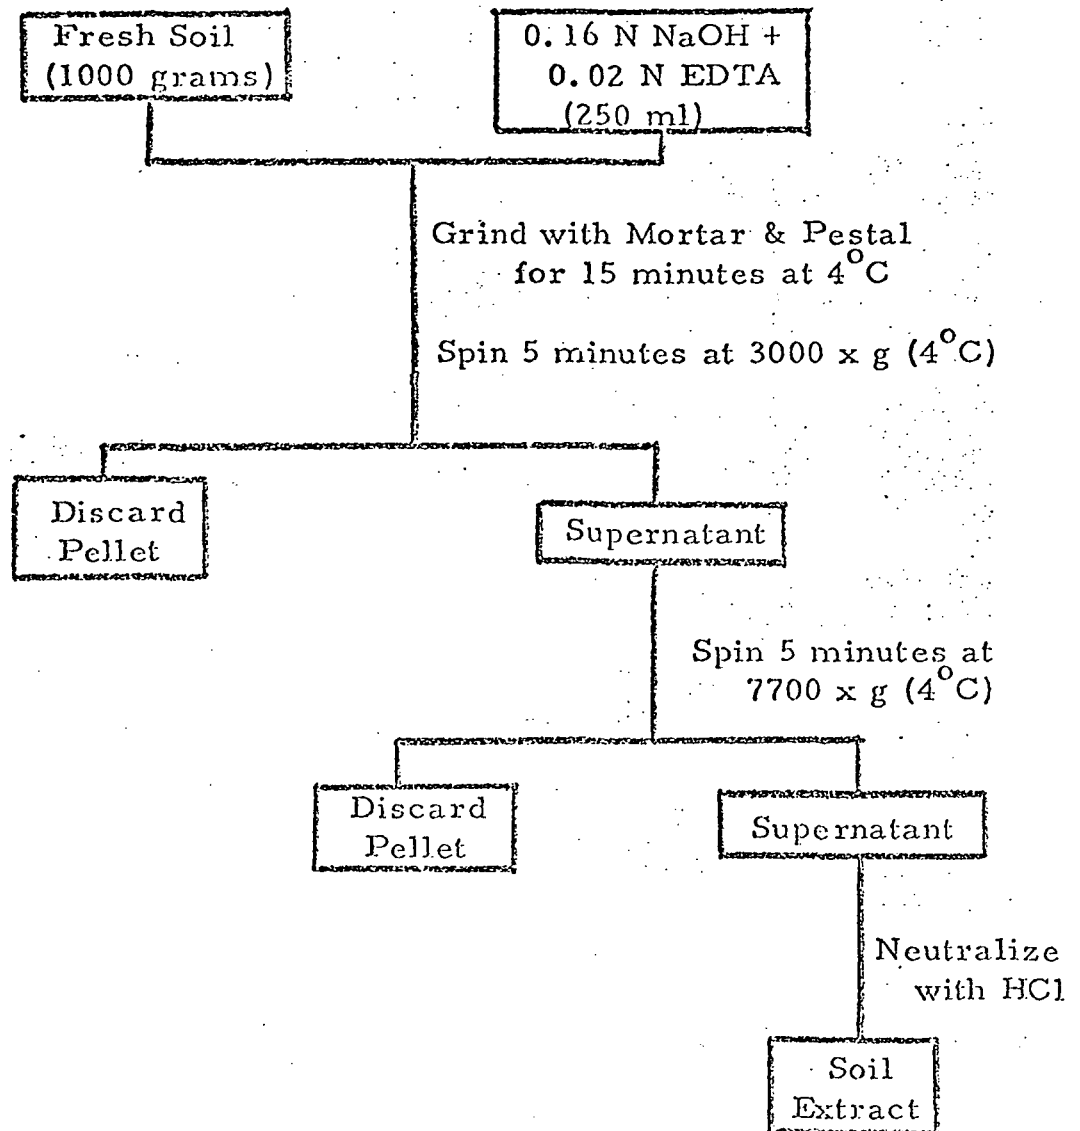 Fresh Soil
(1000 grams)
0.16 N NaOH +
0.02 N EDTA
(250 ml)
Grind with Mortar & Pestal
for 15 minutes at 4°C
Spin 5 minutes at 3000 x g (4°C)
Discard
Pellet
Supernatant
Spin 5 minutes at
7700 x g (4°C)
Discard
Pellet
Supernatant
Neutralize
with HCl
Soil
Extract